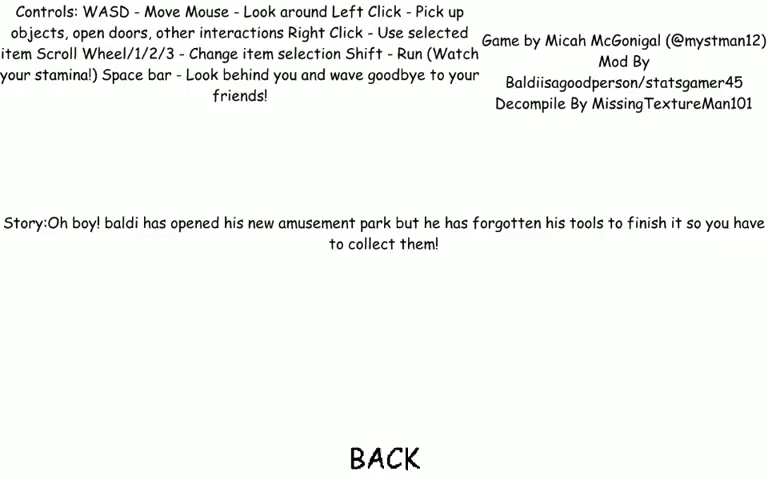 Controls: WASD - Move Mouse - Look around Left Click - Pick up
objects, open doors, other interactions Right Click - Use selected
item Scroll Wheel/1/2/3 - Change item selection Shift - Run (Watch
your stamina!) Space bar - Look behind you and wave goodbye to your
friends!
Game by Micah McGonigal (@mystman12)
Mod By
Baldiisagoodperson/statsgamer45
Decompile By MissingTextureMan101
Story:Oh boy! baldi has opened his new amusement park but he has forgotten his tools to finish it so you have
to collect them!
BACK